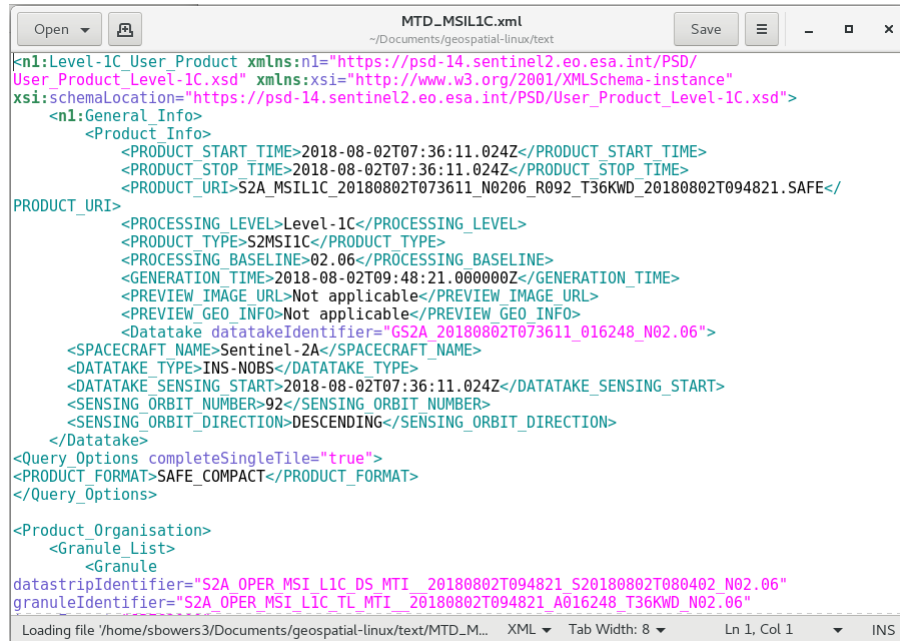 Open
MTD_MSIL1C.xml
~/Documents/geospatial-linux/text
Save
<n1:Level-1C_User_Product xmlns:n1="https://psd-14.sentinel2.eo.esa.int/PSD/
User_Product_Level-1C.xsd" xmlns:xsi="http://www.w3.org/2001/XMLSchema-instance"
xsi:schemaLocation="https://psd-14.sentinel2.eo.esa.int/PSD/User_Product_Level-1C.xsd">
    <n1:General_Info>
        <Product_Info>
            <PRODUCT_START_TIME>2018-08-02T07:36:11.024Z</PRODUCT_START_TIME>
            <PRODUCT_STOP_TIME>2018-08-02T07:36:11.024Z</PRODUCT_STOP_TIME>
            <PRODUCT_URI>S2A_MSIL1C_20180802T073611_N0206_R092_T36KWD_20180802T094821.SAFE</
PRODUCT_URI>
            <PROCESSING_LEVEL>Level-1C</PROCESSING_LEVEL>
            <PRODUCT_TYPE>S2MSI1C</PRODUCT_TYPE>
            <PROCESSING_BASELINE>02.06</PROCESSING_BASELINE>
            <GENERATION_TIME>2018-08-02T09:48:21.000000Z</GENERATION_TIME>
            <PREVIEW_IMAGE_URL>Not applicable</PREVIEW_IMAGE_URL>
            <PREVIEW_GEO_INFO>Not applicable</PREVIEW_GEO_INFO>
            <Datatake datatakeIdentifier="GS2A_20180802T073611_016248_N02.06">
      <SPACECRAFT_NAME>Sentinel-2A</SPACECRAFT_NAME>
      <DATATAKE_TYPE>INS-NOBS</DATATAKE_TYPE>
      <DATATAKE_SENSING_START>2018-08-02T07:36:11.024Z</DATATAKE_SENSING_START>
      <SENSING_ORBIT_NUMBER>92</SENSING_ORBIT_NUMBER>
      <SENSING_ORBIT_DIRECTION>DESCENDING</SENSING_ORBIT_DIRECTION>
    </Datatake>
<Query_Options completeSingleTile="true">
<PRODUCT_FORMAT>SAFE_COMPACT</PRODUCT_FORMAT>
</Query_Options>

<Product_Organisation>
    <Granule_List>
        <Granule
datastripIdentifier="S2A_OPER_MSI_L1C_DS_MTI__20180802T094821_S20180802T080402_N02.06"
granuleIdentifier="S2A_OPER_MSI_L1C_TL_MTI__20180802T094821_A016248_T36KWD_N02.06"
Loading file '/home/sbowers3/Documents/geospatial-linux/text/MTD_M... XML Tab Width: 8 Ln 1, Col 1 INS